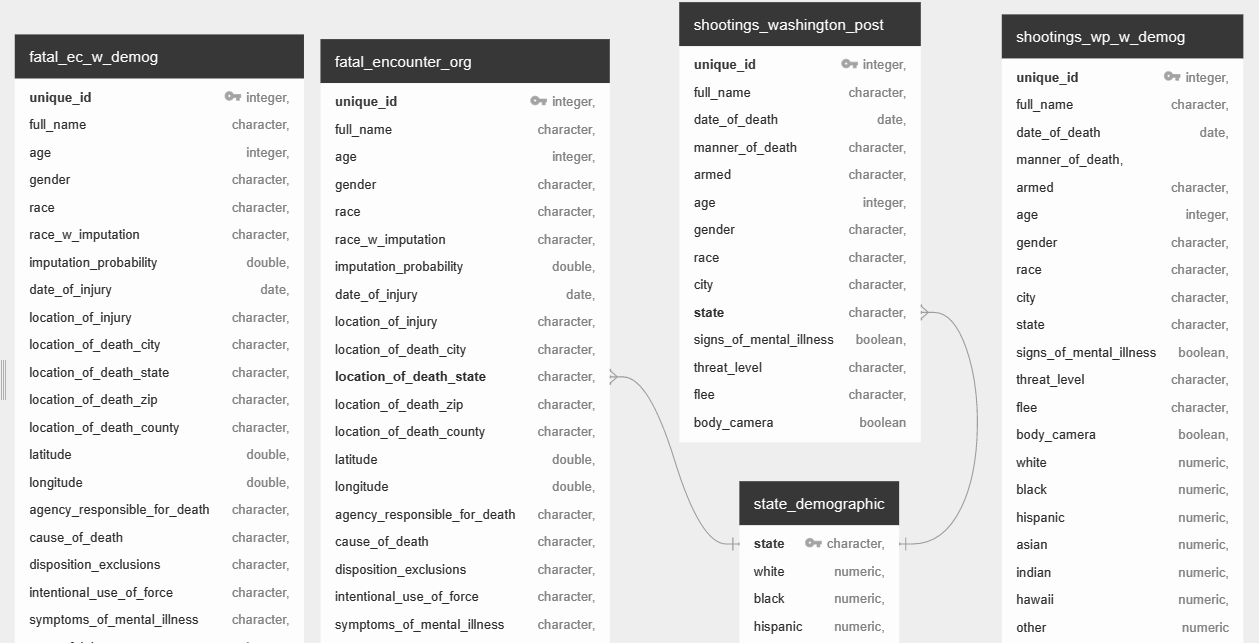 fatal_ec_w_demog
unique_id integer,
full_name character,
age integer,
gender character,
race character,
race_w_imputation character,
imputation_probability double,
date_of_injury date,
location_of_injury character,
location_of_death_city character,
location_of_death_state character,
location_of_death_zip character,
location_of_death_county character,
latitude double,
longitude double,
agency_responsible_for_death character,
cause_of_death character,
disposition_exclusions character,
intentional_use_of_force character,
symptoms_of_mental_illness character,
fatal_encounter_org
unique_id integer,
full_name character,
age integer,
gender character,
race character,
race_w_imputation character,
imputation_probability double,
date_of_injury date,
location_of_injury character,
location_of_death_city character,
location_of_death_state character,
location_of_death_zip character,
location_of_death_county character,
latitude double,
longitude double,
agency_responsible_for_death character,
cause_of_death character,
disposition_exclusions character,
intentional_use_of_force character,
symptoms_of_mental_illness character,
shootings_washington_post
unique_id integer,
full_name character,
date_of_death date,
manner_of_death character,
armed character,
age integer,
gender character,
race character,
city character,
state character,
signs_of_mental_illness boolean,
threat_level character,
flee character,
body_camera boolean
state_demographic
state character,
white numeric,
black numeric,
hispanic numeric,
shootings_wp_w_demog
unique_id integer,
full_name character,
date_of_death date,
manner_of_death,
armed character,
age integer,
gender character,
race character,
city character,
state character,
signs_of_mental_illness boolean,
threat_level character,
flee character,
body_camera boolean,
white numeric,
black numeric,
hispanic numeric,
asian numeric,
indian numeric,
hawaii numeric,
other numeric